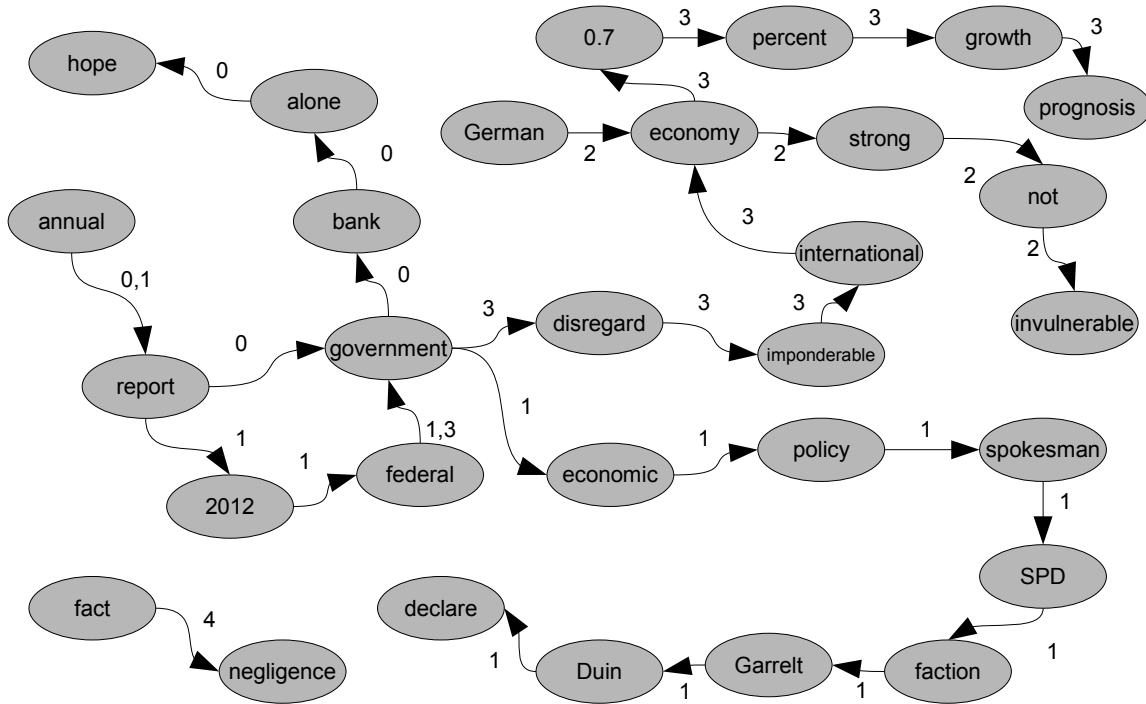 0.7
3
percent
3
growth
3
hope
0
alone
3
prognosis
German
2
economy
2
strong
0
2
not
annual
bank
3
international
2
0,1
0
disregard
3
3
invulnerable
3
government
imponderable
0
report
1
1,3
1
policy
1
spokesman
1
1
federal
economic
2012
1
SPD
fact
4
declare
negligence
1
Duin
1
Garrelt
1
faction
1